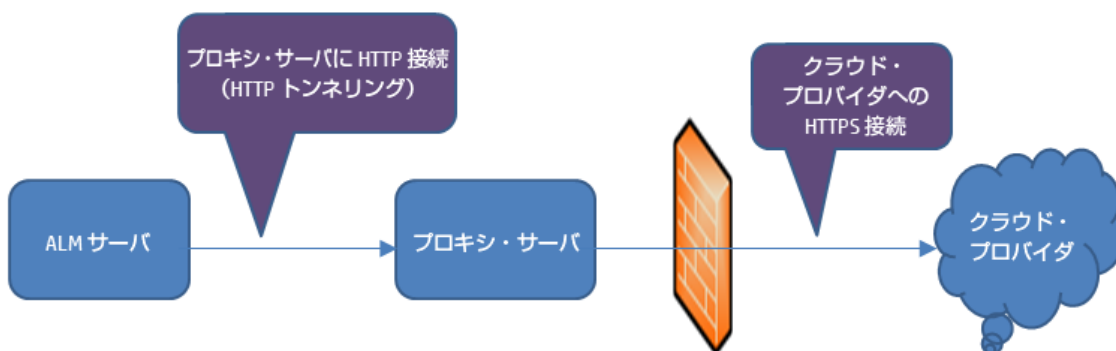 プロキシ・サーバに HTTP 接続
(HTTP トンネリング)
クラウド・
プロバイダへの
HTTPS 接続
ALM サーバ
プロキシ・サーバ
クラウド・
プロバイダ